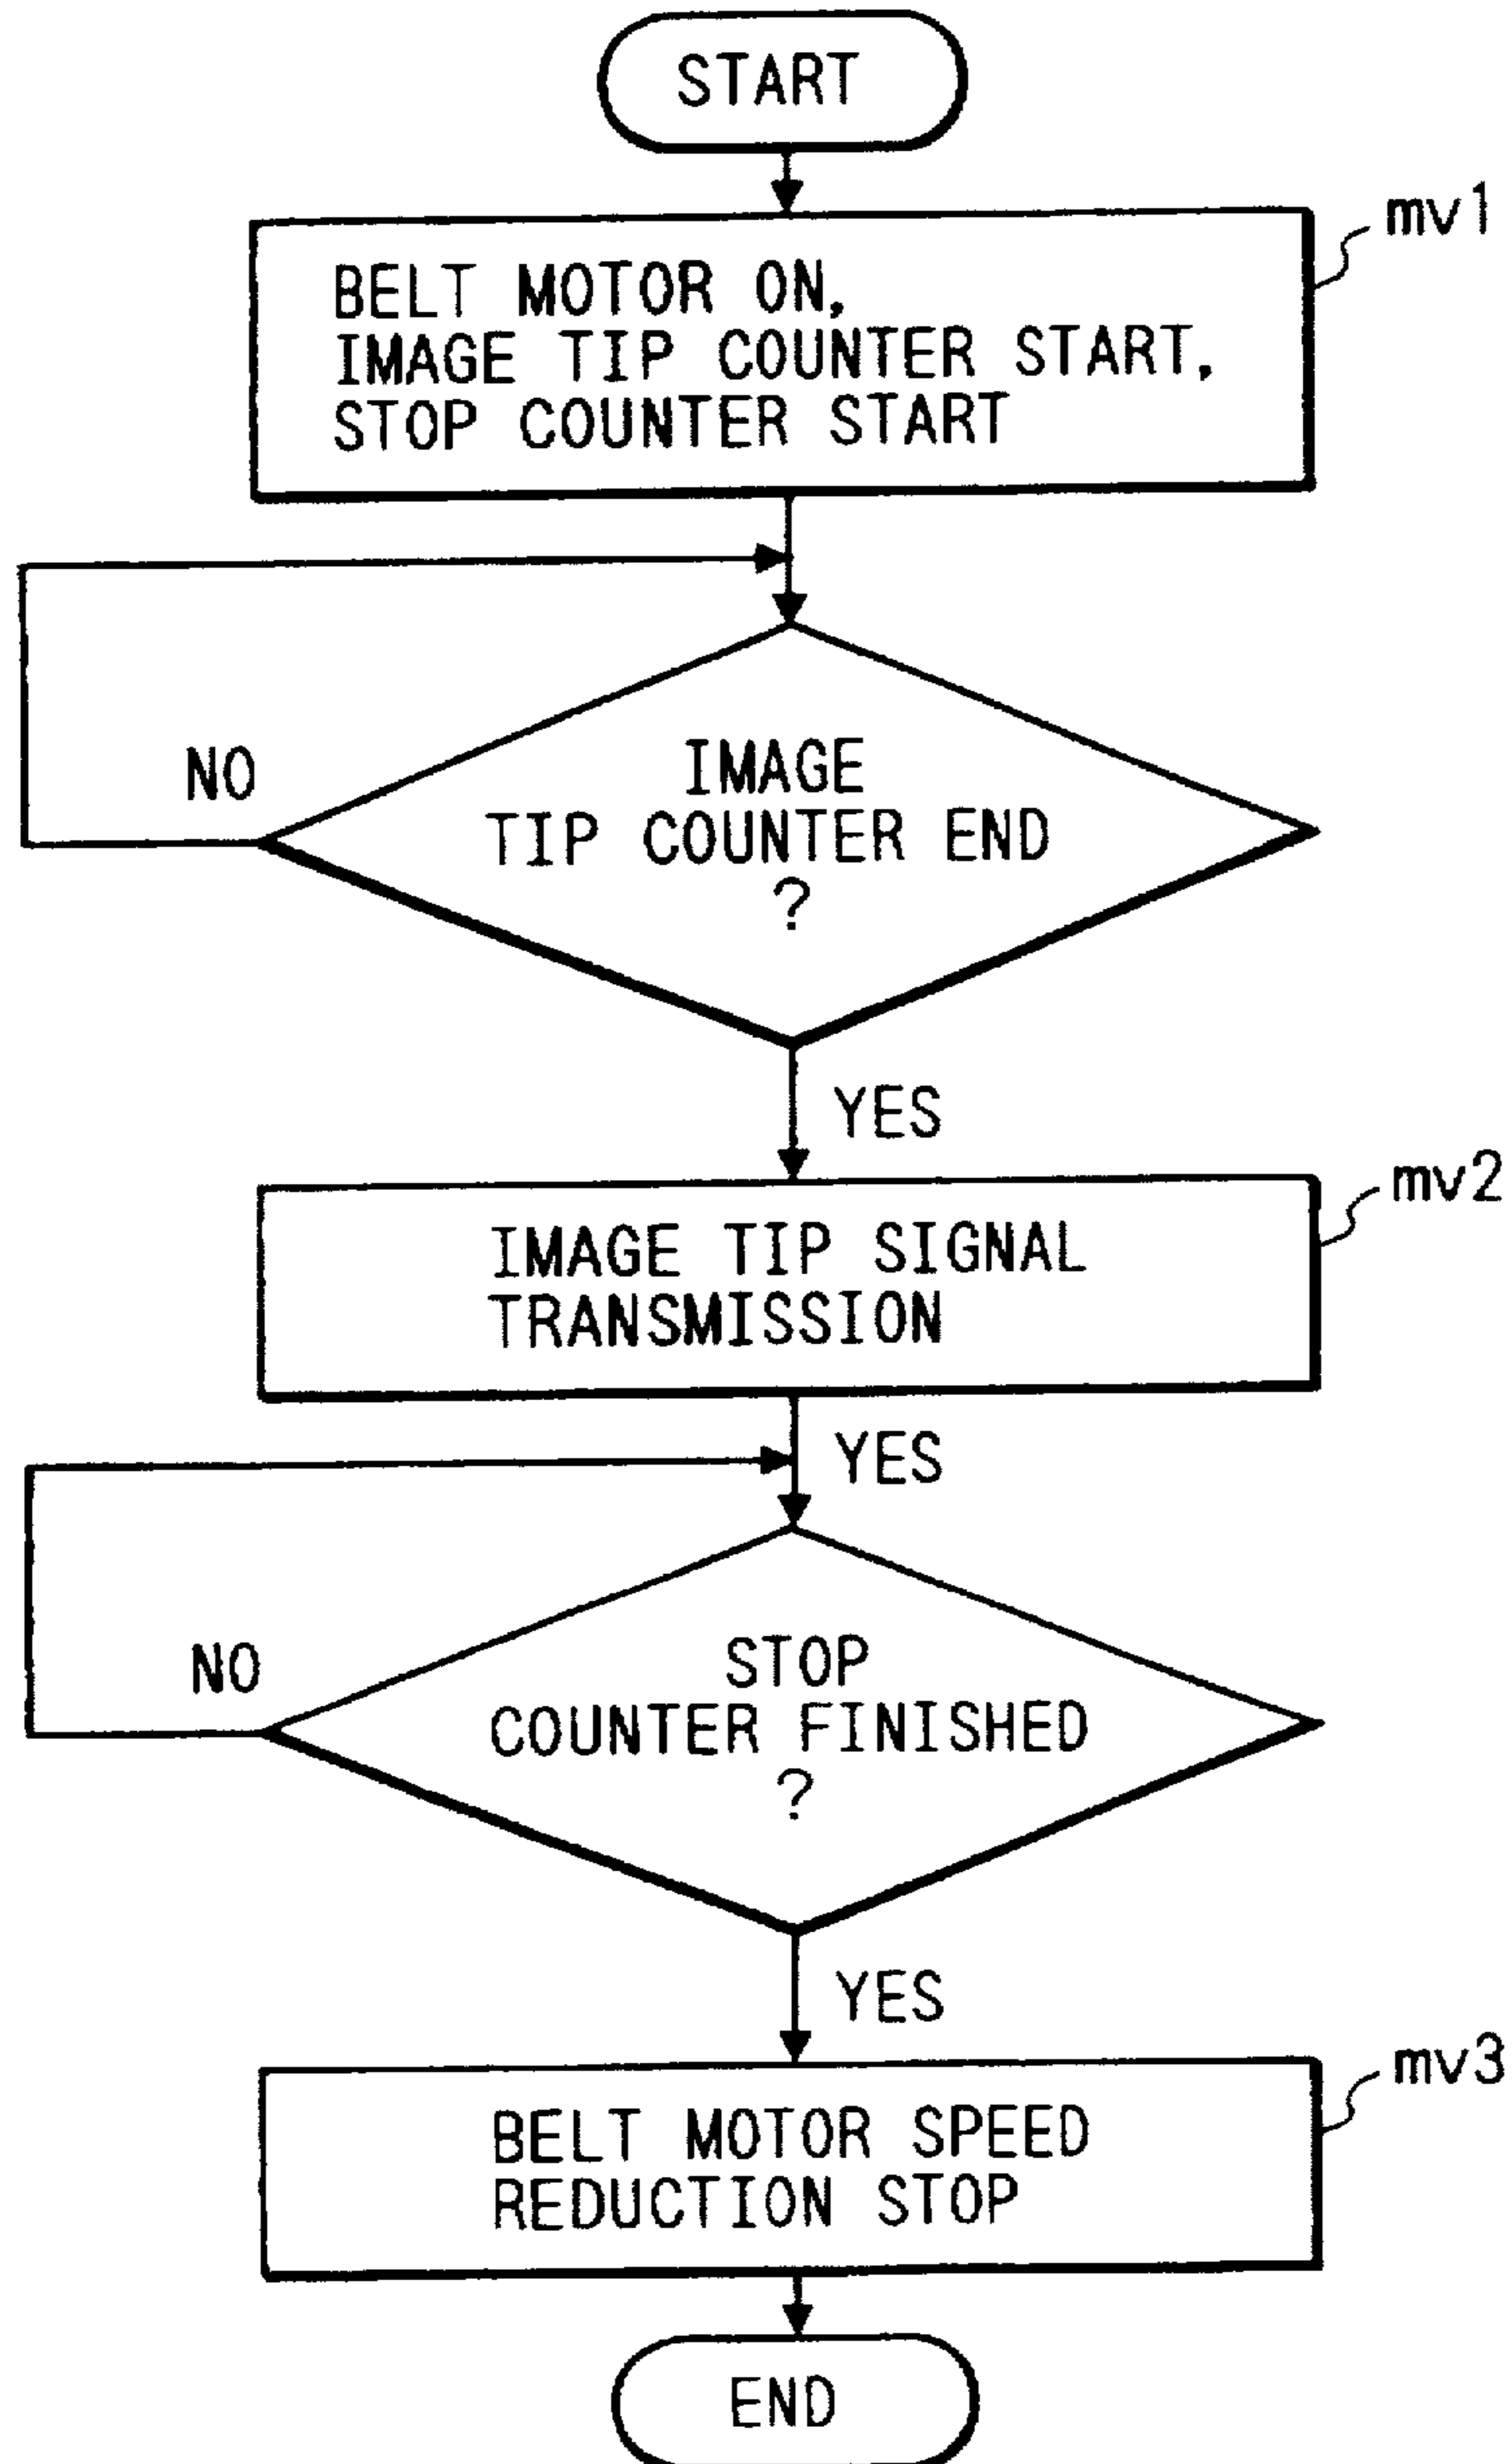 START
mv1
BELT MOTOR ON,
IMAGE TIP COUNTER START,
STOP COUNTER START
NO
IMAGE
TIP COUNTER END
?
YES
mv2
IMAGE TIP SIGNAL
TRANSMISSION
YES
NO
STOP
COUNTER FINISHED
?
YES
mv3
BELT MOTOR SPEED
REDUCTION STOP
END